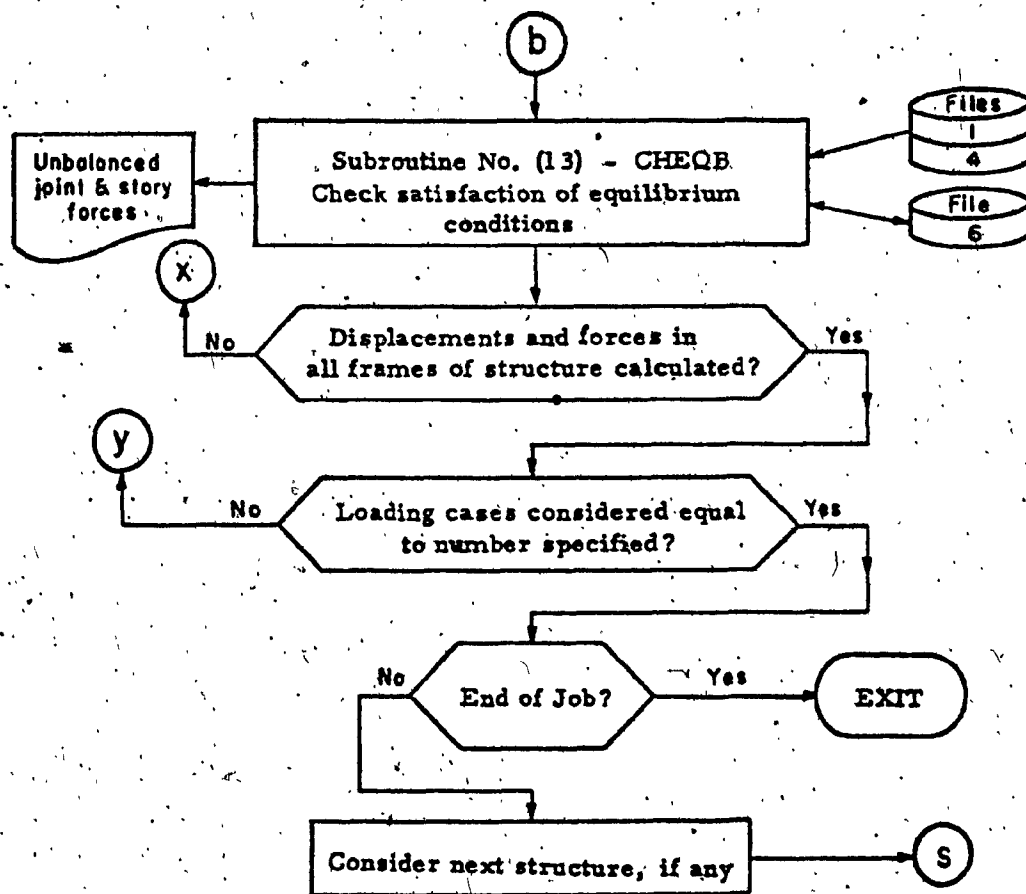 b
Files
1
4
File
6
Unbalanced
joint & story
forces
Subroutine No. (13) - CHEQB
Check satisfaction of equilibrium
conditions
x
No
Displacements and forces in
all frames of structure calculated?
Yes
y
No
Loading cases considered equal
to number specified?
Yes
No
End of Job?
Yes
EXIT
Consider next structure, if any
S